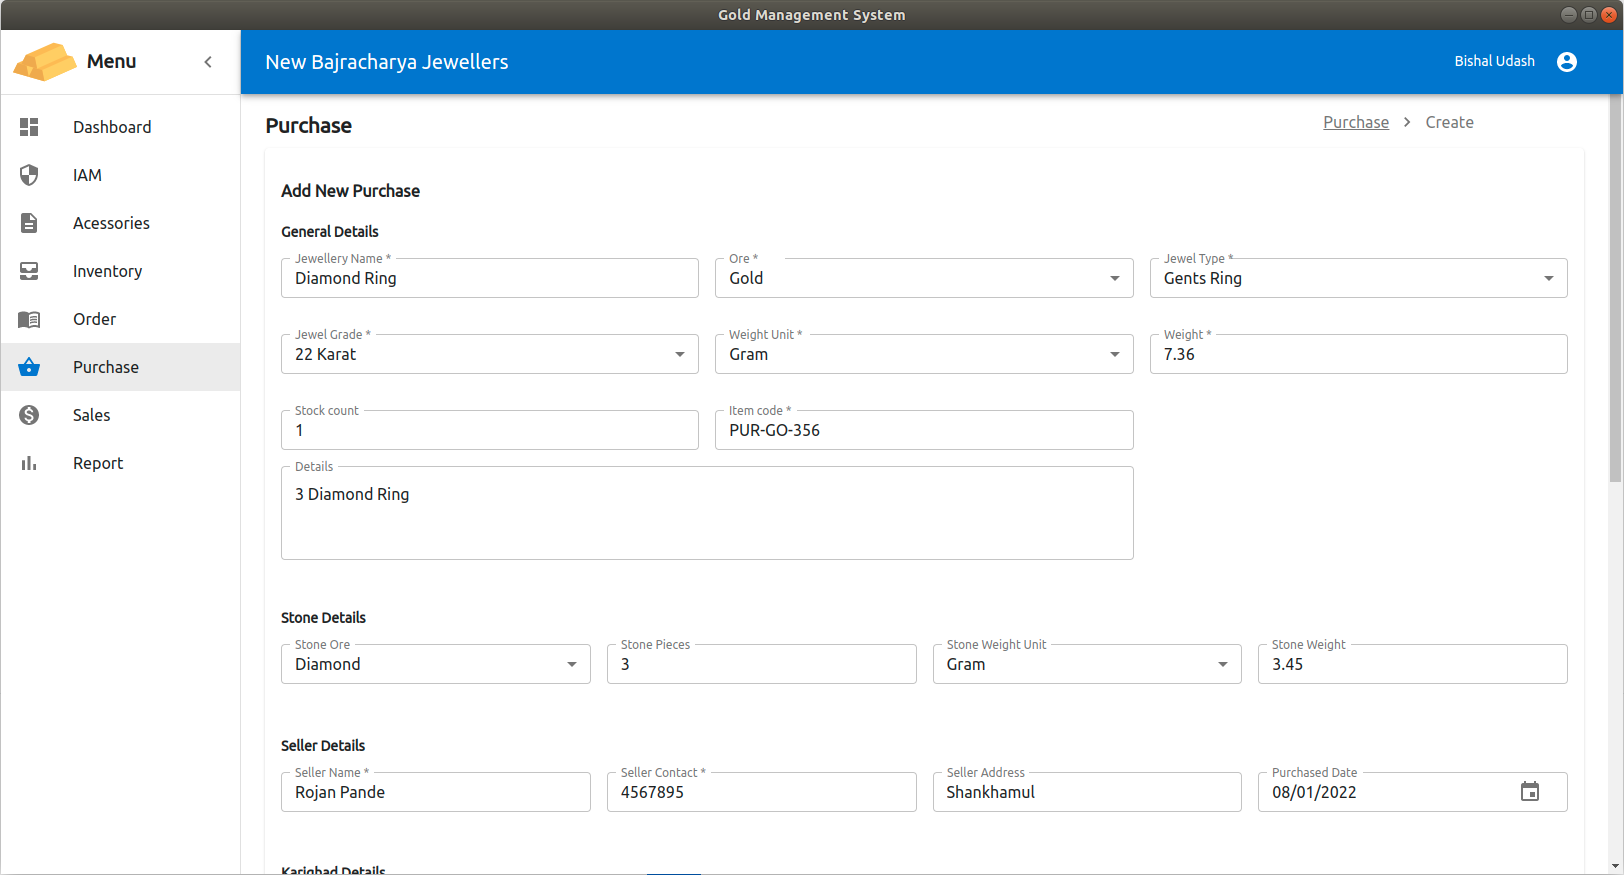 Gold Management System
Menu
New Bajracharya Jewellers
Bishal Udash
Dashboard
IAM
Acessories
Inventory
Order
Purchase
Sales
Report
Purchase
Purchase > Create
Add New Purchase
General Details
Jewellery Name * Ore * Jewel Type *
Diamond Ring Gold Gents Ring
Jewel Grade * Weight Unit * Weight *
22 Karat Gram 7.36
Stock count Item code *
1 PUR-GO-356
Details
3 Diamond Ring
Stone Details
Stone Ore Stone Pieces Stone Weight Unit Stone Weight
Diamond 3 Gram 3.45
Seller Details
Seller Name * Seller Contact * Seller Address Purchased Date
Rojan Pande 4567895 Shankhamul 08/01/2022
Karighad Details